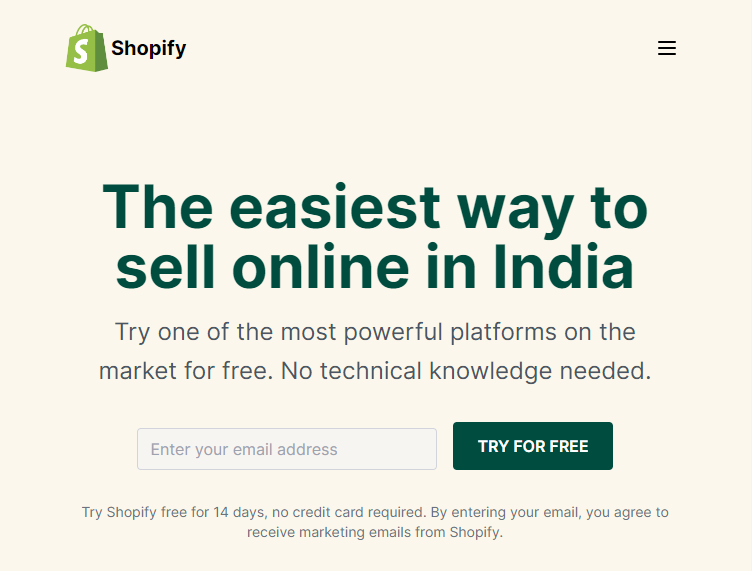 Shopify
The easiest way to
sell online in India
Try one of the most powerful platforms on the
market for free. No technical knowledge needed.
Enter your email address
TRY FOR FREE
Try Shopify free for 14 days, no credit card required. By entering your email, you agree to
receive marketing emails from Shopify.